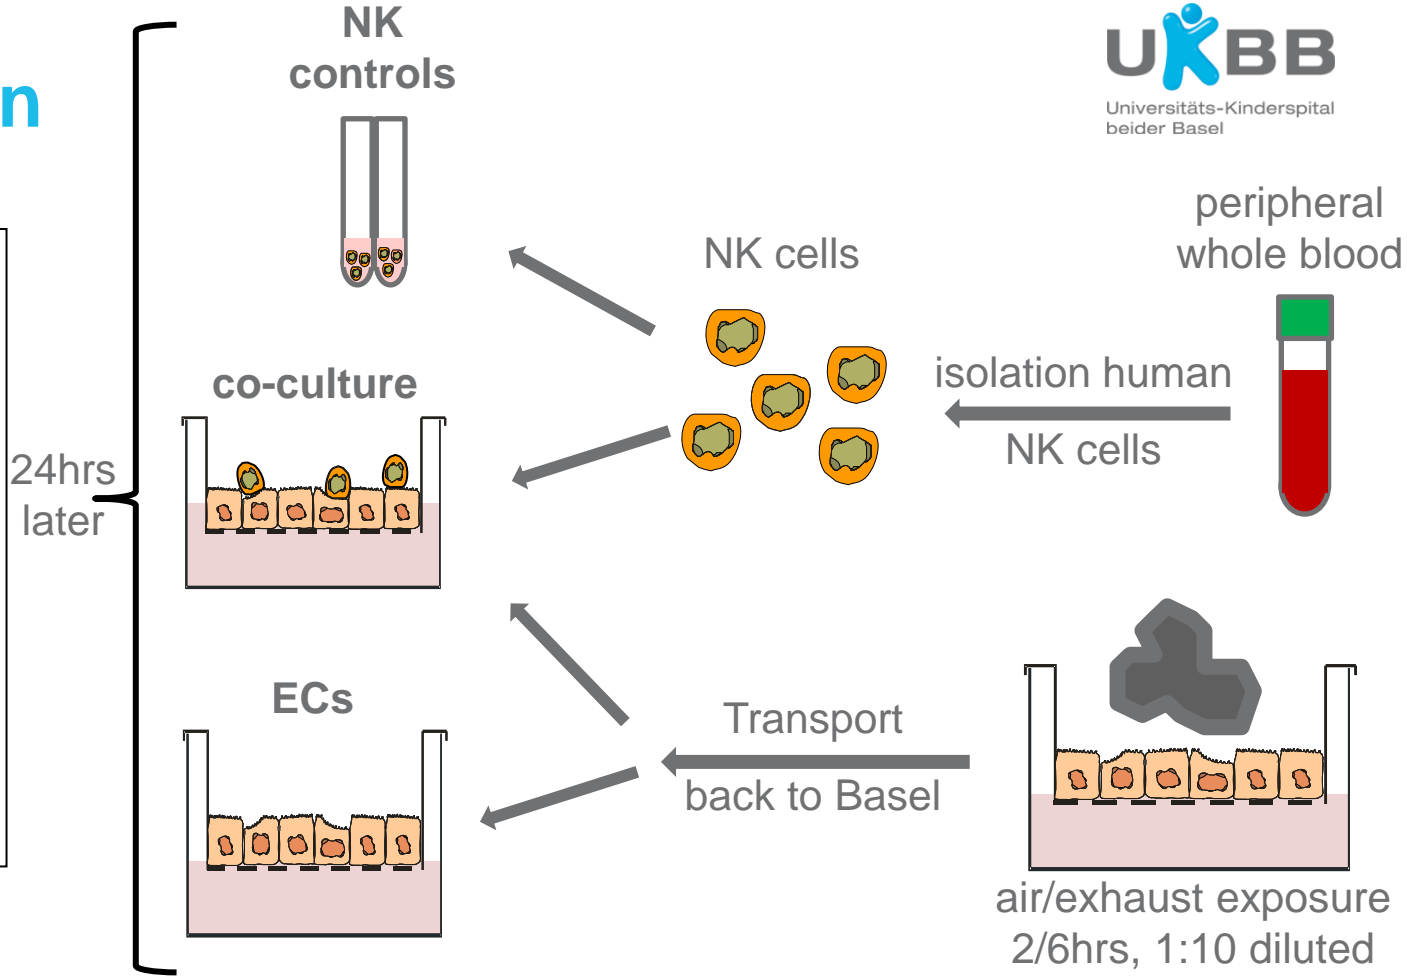 n
NK
controls
UKBB
Universitäts-Kinderspital
beider Basel
peripheral
whole blood
NK cells
isolation human
NK cells
co-culture
24hrs
later
ECs
Transport
back to Basel
air/exhaust exposure
2/6hrs, 1:10 diluted